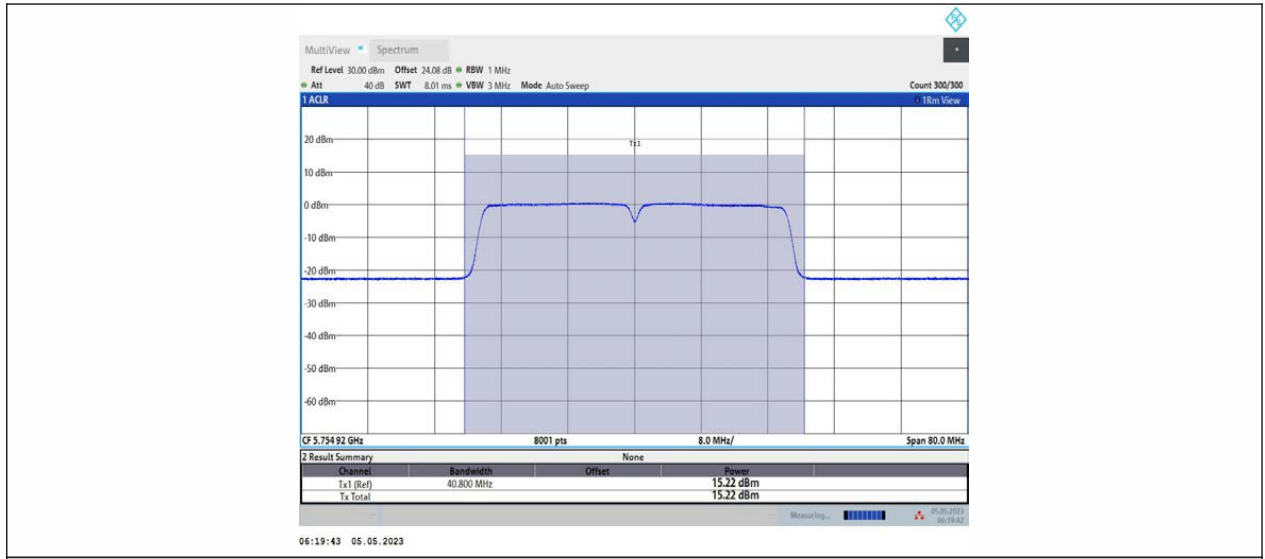 MultiView Spectrum
Ref Level 30.00 dBm Offset 24.08 dB RBW 1 MHz
Att 40 dB SWT 8.01 ms VBW 3 MHz Mode Auto Sweep Count 300/300
1 ACLR 1Rm View
Tx1
20 dBm
10 dBm
0 dBm
-10 dBm
-20 dBm
-30 dBm
-40 dBm
-50 dBm
-60 dBm
CF 5.754 92 GHz 8001 pts 8.0 MHz/ Span 80.0 MHz
2 Result Summary None
Channel Bandwidth Offset Power
Tx1 (Ref) 40.800 MHz 15.22 dBm
Tx Total 15.22 dBm
Measuring... 05.05.2023
06:19:42
06:19:43 05.05.2023